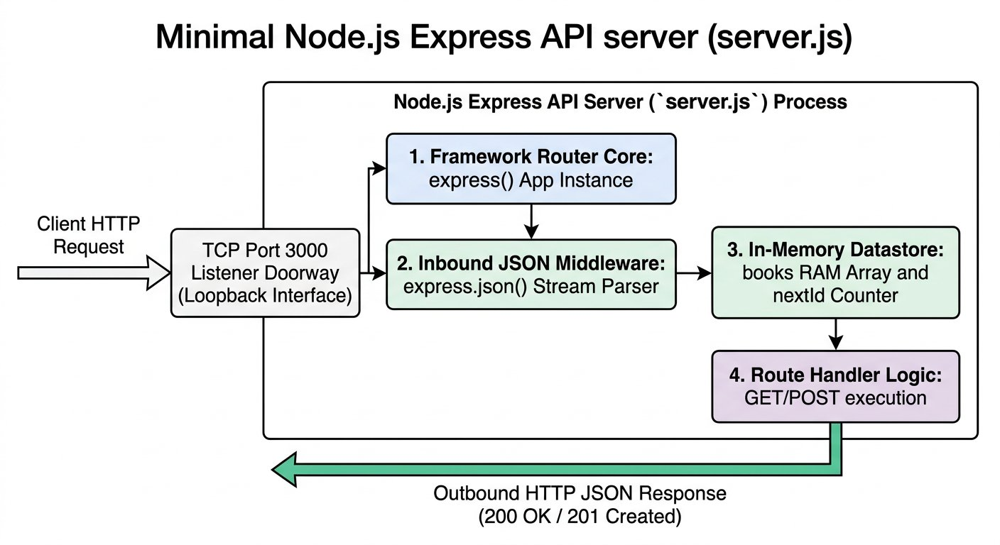 Minimal Node.js Express API server (server.js)
Node.js Express API Server (`server.js`) Process
1. Framework Router Core:
express() App Instance
Client HTTP
Request
TCP Port 3000
Listener Doorway
(Loopback Interface)
2. Inbound JSON Middleware:
express.json() Stream Parser
3. In-Memory Datastore:
books RAM Array and
nextId Counter
4. Route Handler Logic:
GET/POST execution
Outbound HTTP JSON Response
(200 OK / 201 Created)